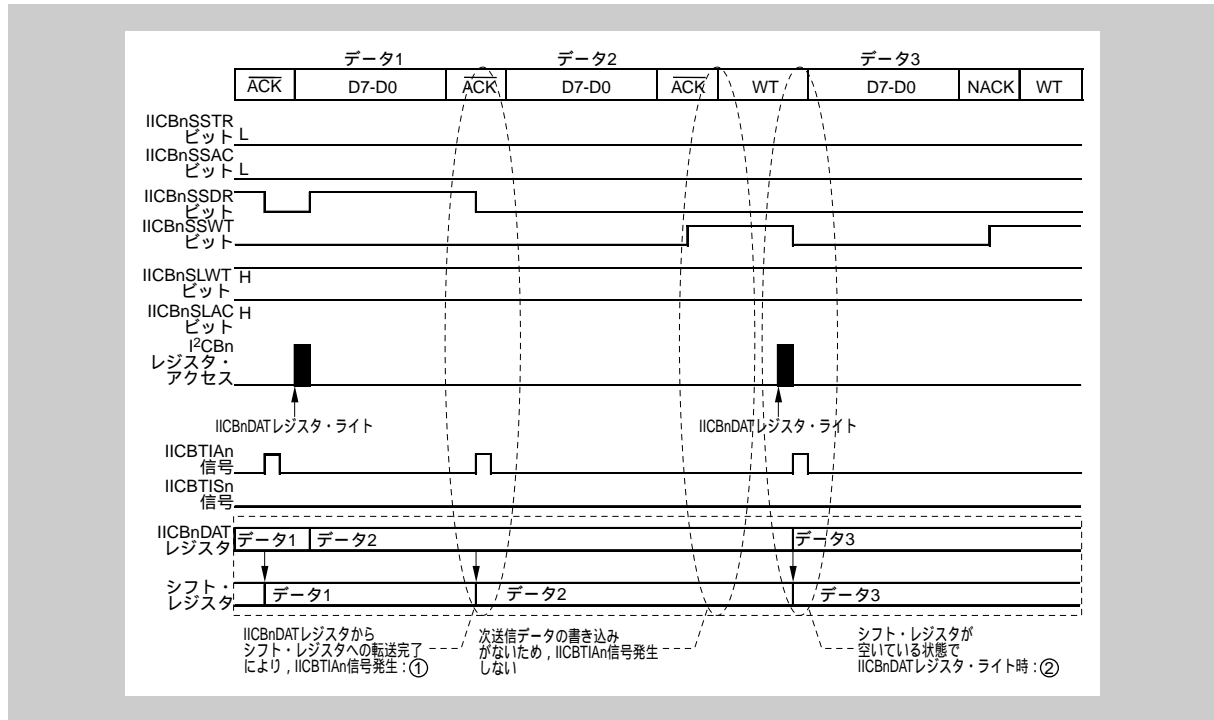 データ1 データ2 データ3
ACK D7-D0 ACK D7-D0 ACK WT D7-D0 NACK WT
IICBnSSTR
ビット L
IICBnSSAC
ビット L
IICBnSSDR
ビット
IICBnSSWT
ビット
IICBnSLWT H
ビット
IICBnSLAC H
ビット
I²CBn
レジスタ・
アクセス
IICBnDATレジスタ・ライト IICBnDATレジスタ・ライト
IICBTIAn
信号
IICBTISn
信号
IICBnDAT
レジスタ
データ1 データ2 データ3
シフト・
レジスタ
データ1 データ2 データ3
IICBnDATレジスタから
シフト・レジスタへの転送完了
により，IICBTIAn信号発生：①
次送信データの書き込み
がないため，IICBTIAn信号発生
しない
シフト・レジスタが
空いている状態で
IICBnDATレジスタ・ライト時：②